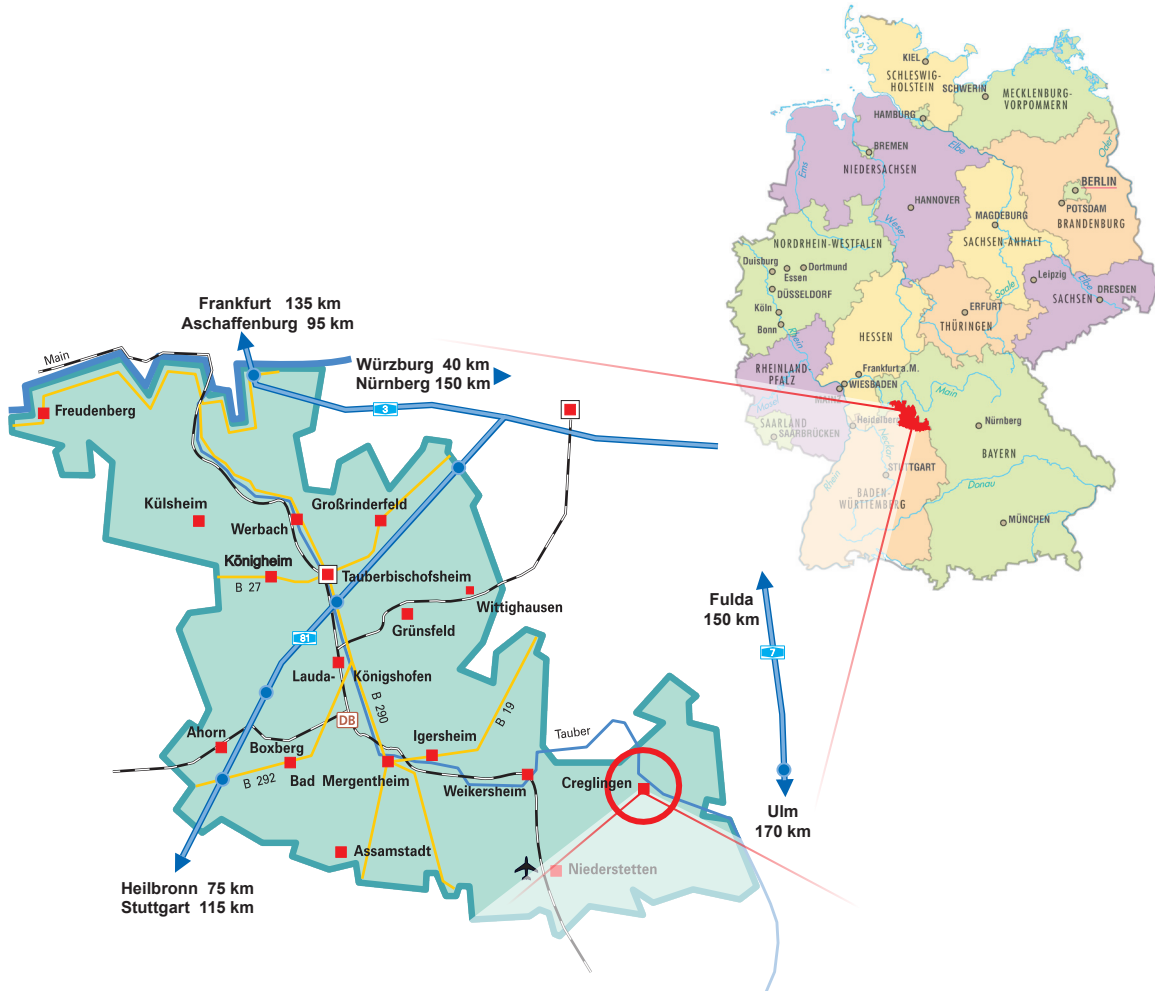 KIEL
SCHLESWIG-
HOLSTEIN
SCHWERIN
MECKLENBURG-
VORPOMMERN
HAMBURG
BREMEN
Elbe
Ems
NIEDERSACHSEN
BERLIN
HANNOVER
POTSDAM
MAGDEBURG
BRANDENBURG
Weser
NORDRHEIN-WESTFALEN
SACHSEN-ANHALT
Duisburg
Dortmund
Essen
Leipzig
Elbe
DÜSSELDORF
Saale
SACHSEN
DRESDEN
Köln
ERFURT
Bonn
THÜRINGEN
Rhein
HESSEN
RHEINLAND-
PFALZ
Frankfurt a.M.
WIESBADEN
Main
Mosel
SAARLAND
SAARBRÜCKEN
Heidelberg
Nürnberg
Neckar
BAYERN
STUTTGART
Rhein
Donau
BADEN-
WÜRTTEMBERG
MÜNCHEN
Frankfurt 135 km
Aschaffenburg 95 km
Main
Würzburg 40 km
Nürnberg 150 km
3
Freudenberg
Külsheim
Großrinderfeld
Werbach
Königheim
Tauberbischofsheim
B 27
Wittighausen
Grünsfeld
81
Lauda-Königshofen
B 290
DB
B 19
Ahorn
Boxberg
Igersheim
Tauber
B 292
Bad Mergentheim
Weikersheim
Creglingen
Assamstadt
Niederstetten
Heilbronn 75 km
Stuttgart 115 km
Fulda
150 km
7
Ulm
170 km